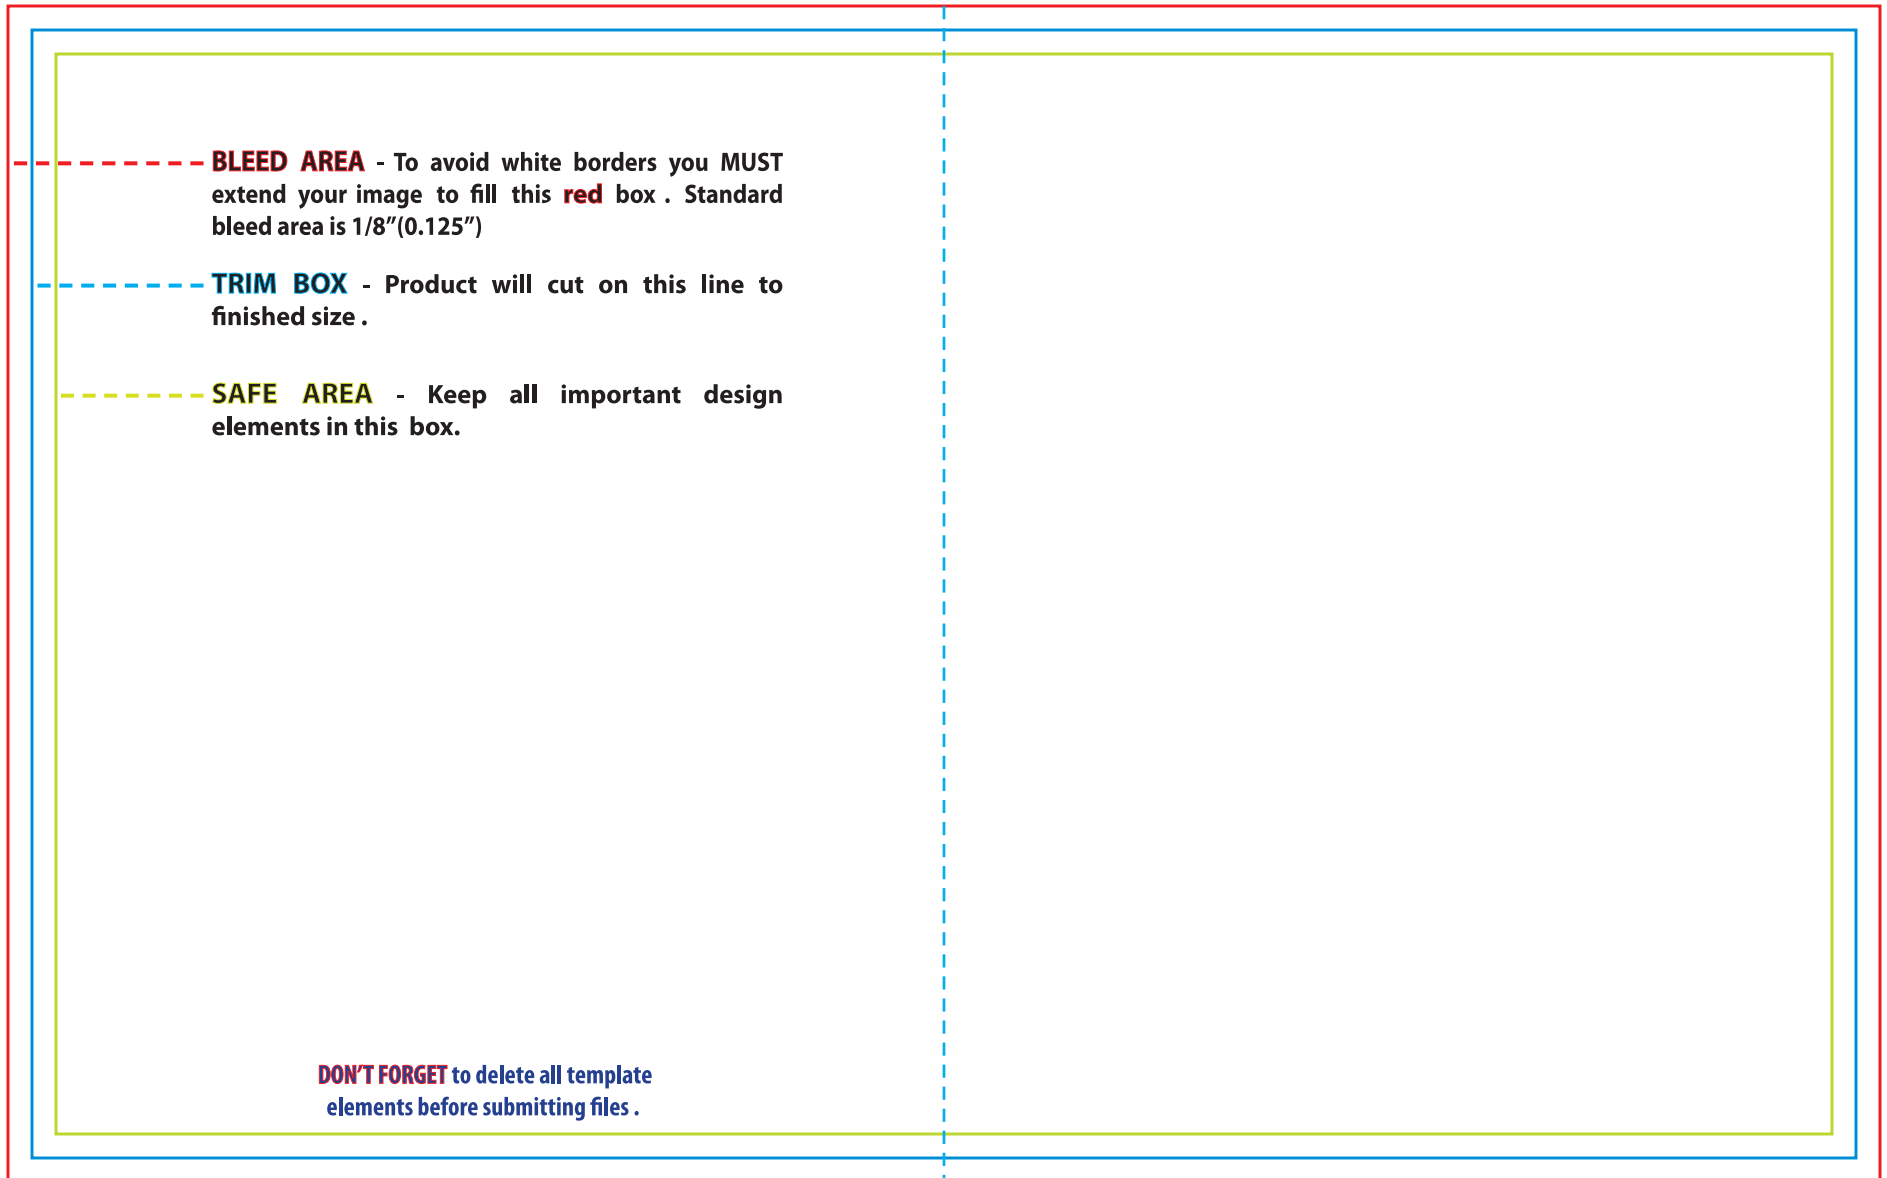 BLEED AREA - To avoid white borders you MUST
extend your image to fill this red box . Standard
bleed area is 1/8”(0.125”)
TRIM BOX - Product will cut on this line to
finished size .
SAFE AREA - Keep all important design
elements in this box.
DON’T FORGET to delete all template
elements before submitting files .